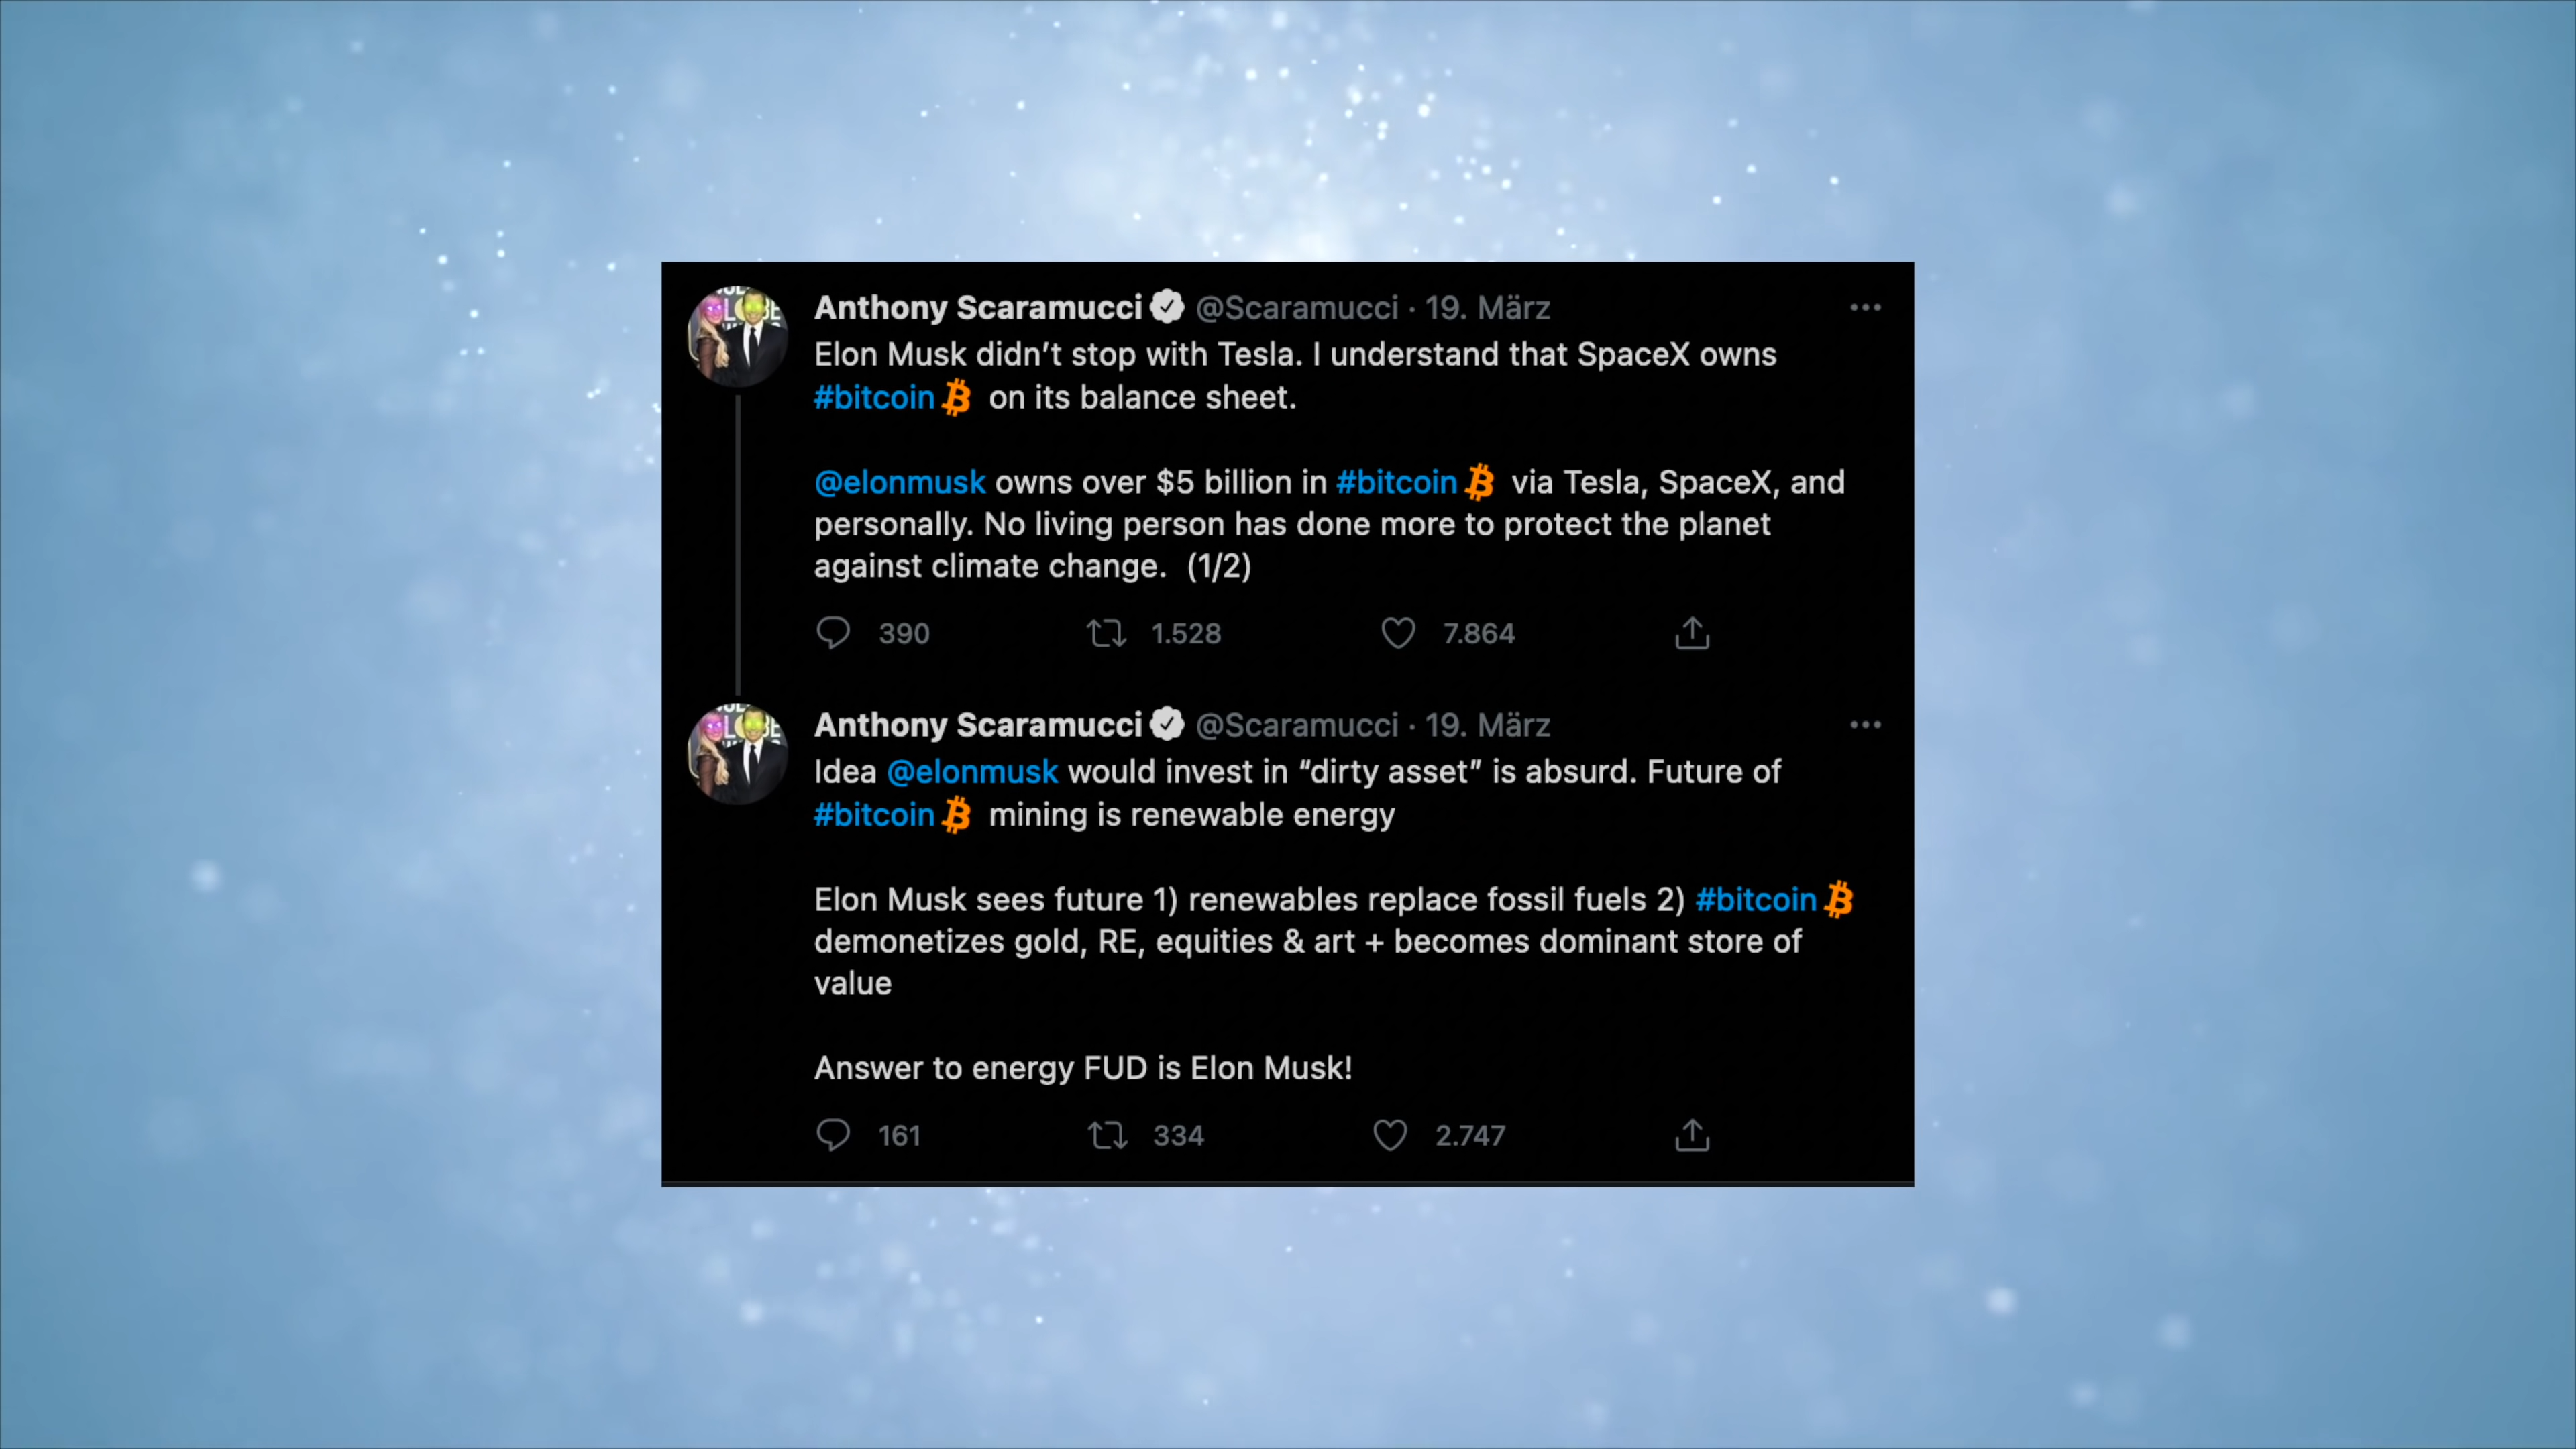 Anthony Scaramucci @Scaramucci · 19. März
Elon Musk didn’t stop with Tesla. I understand that SpaceX owns
#bitcoin on its balance sheet.
@elonmusk owns over $5 billion in #bitcoin via Tesla, SpaceX, and
personally. No living person has done more to protect the planet
against climate change. (1/2)
390 1.528 7.864
Anthony Scaramucci @Scaramucci · 19. März
Idea @elonmusk would invest in “dirty asset” is absurd. Future of
#bitcoin mining is renewable energy
Elon Musk sees future 1) renewables replace fossil fuels 2) #bitcoin
demonetizes gold, RE, equities & art + becomes dominant store of
value
Answer to energy FUD is Elon Musk!
161 334 2.747